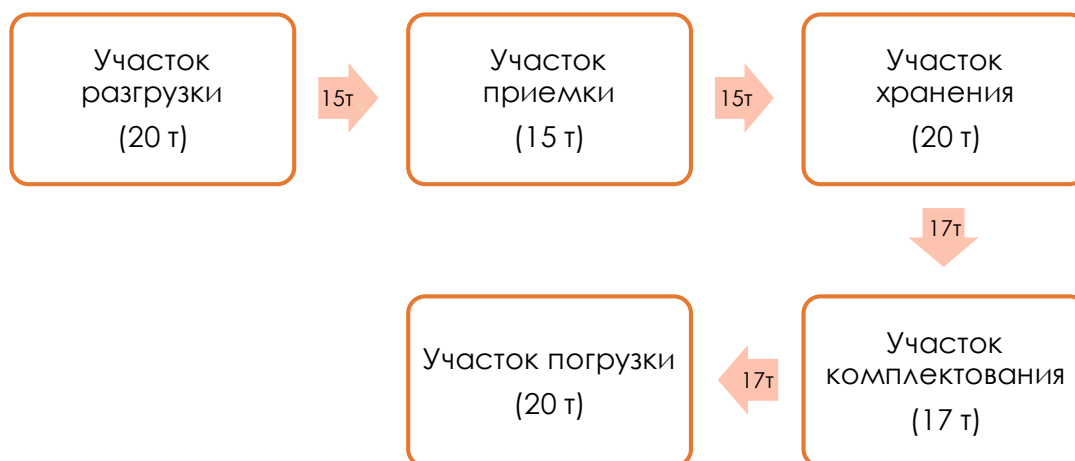 Участок
разгрузки
(20 т)
15т
Участок
приемки
(15 т)
15т
Участок
хранения
(20 т)
17т
Участок
комплектования
(17 т)
17т
Участок погрузки
(20 т)